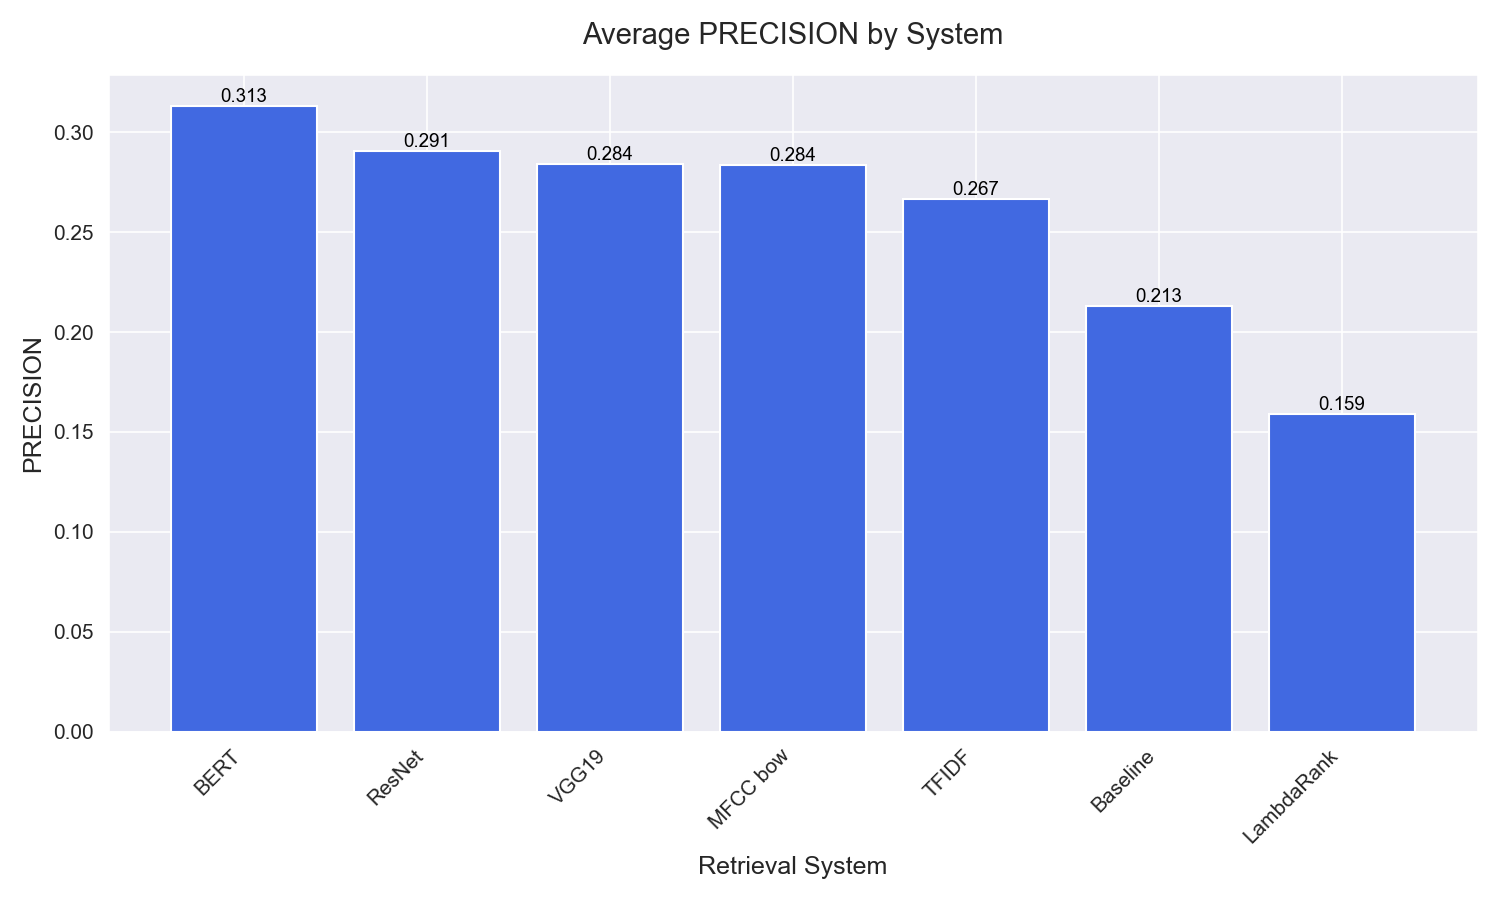 Average PRECISION by System
PRECISION
0.30
0.25
0.20
0.15
0.10
0.05
0.00
0.313
0.291
0.284
0.284
0.267
0.213
0.159
BERT
ResNet
VGG19
MFCC bow
TFIDF
Baseline
LambdaRank
Retrieval System